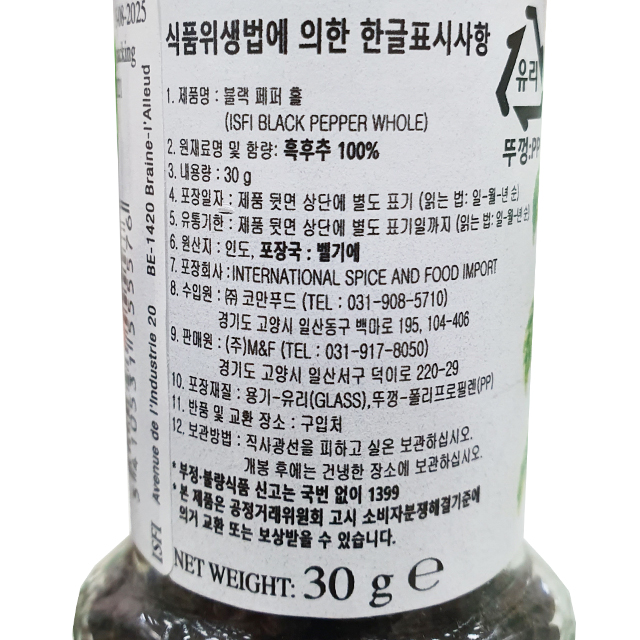 식품위생법에 의한 한글표시사항
1. 제품명 : 블랙 페퍼 홀
(ISFI BLACK PEPPER WHOLE)
2. 원재료명 및 함량: 흑후추 100%
3. 내용량 : 30 g
4. 포장일자 : 제품 뒷면 상단에 별도 표기 (읽는 법: 일-월-년 순)
5. 유통기한 : 제품 뒷면 상단에 별도 표기일까지 (읽는 법: 일-월-년순)
6. 원산지 : 인도, 포장국 : 벨기에
7. 포장회사 : INTERNATIONAL SPICE AND FOOD IMPORT
8. 수입원 : ㈜ 코만푸드 (TEL : 031-908-5710)
경기도 고양시 일산동구 백마로 195, 104-406
9. 판매원 : (주)M&F (TEL : 031-917-8050)
경기도 고양시 일산서구 덕이로 220-29
10. 포장재질 : 용기-유리(GLASS),뚜껑-폴리프로필렌(PP)
11. 반품 및 교환 장소 : 구입처
12. 보관방법 : 직사광선을 피하고 실온 보관하십시오.
개봉 후에는 건냉한 장소에 보관하십시오.
* 부정·불량식품 신고는 국번 없이 1399
* 본 제품은 공정거래위원회 고시 소비자분쟁해결기준에
의거 교환 또는 보상받을 수 있습니다.
NET WEIGHT: 30 g e
유리
뚜껑:PP
ISFI Avenue de l'Industrie 20 BE-1420 Braine-l'Alleud